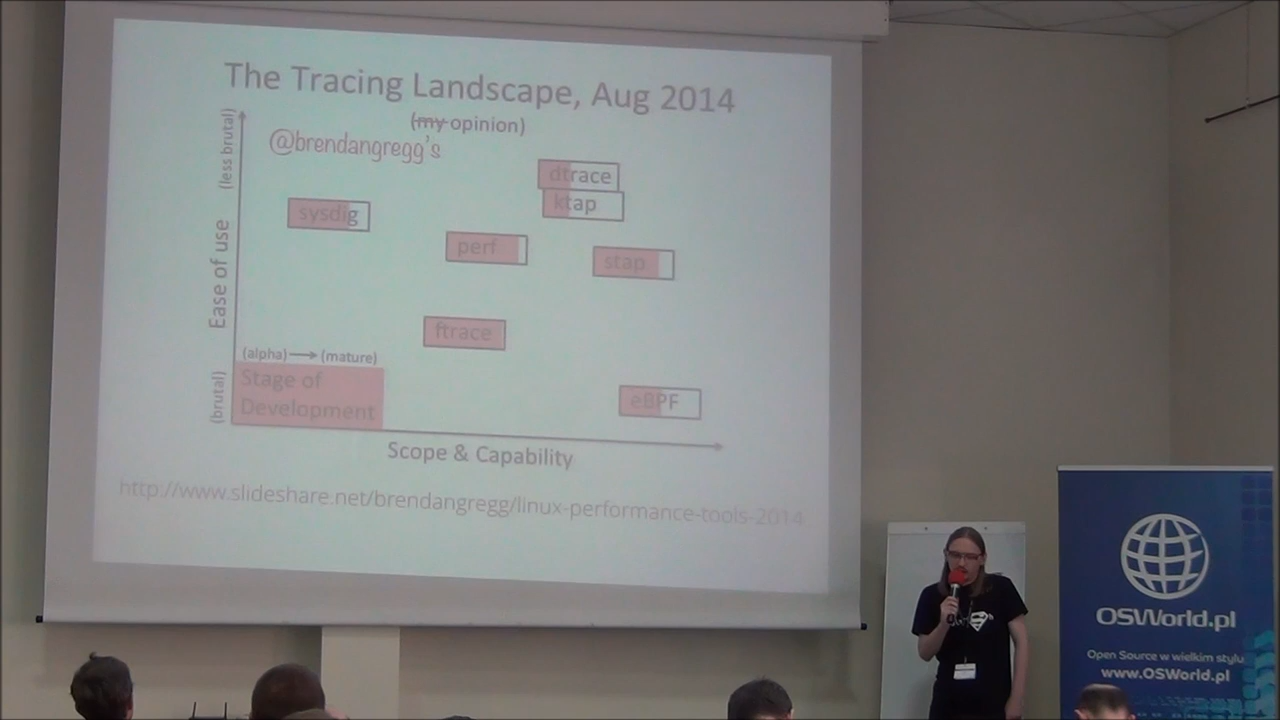 The Tracing Landscape, Aug 2014
(my opinion)
@brendangregg's
(less brutal)
Ease of use
(brutal)
dtrace
ktap
sysdig
perf
stap
ftrace
(alpha) → (mature)
Stage of
Development
eBPF
Scope & Capability
http://www.slideshare.net/brendangregg/linux-performance-tools-2014
OSWorld.pl
Open Source w wielkim stylu
www.OSWorld.pl